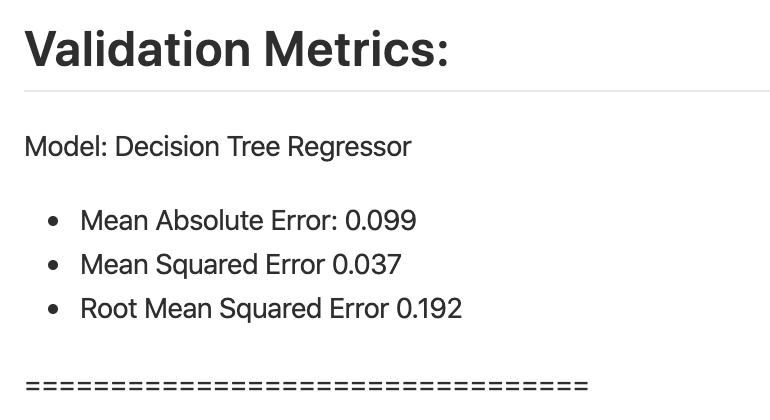 Validation Metrics:
Model: Decision Tree Regressor
• Mean Absolute Error: 0.099
• Mean Squared Error 0.037
• Root Mean Squared Error 0.192
=================================